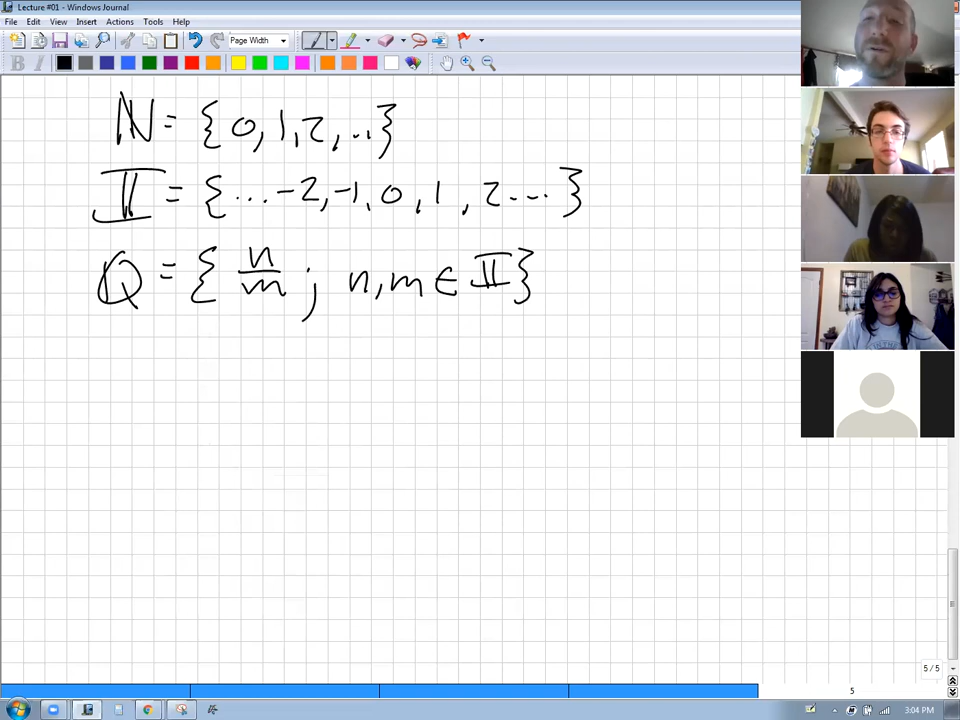 Lecture #01 - Windows Journal
File Edit View Insert Actions Tools Help
Page Width
B I
ℕ = {0, 1, 2, ...}
𝕀 = {... -2, -1, 0, 1, 2 ...}
ℚ = { n/m ; n, m ∈ 𝕀 }
5 / 5
5
3:04 PM